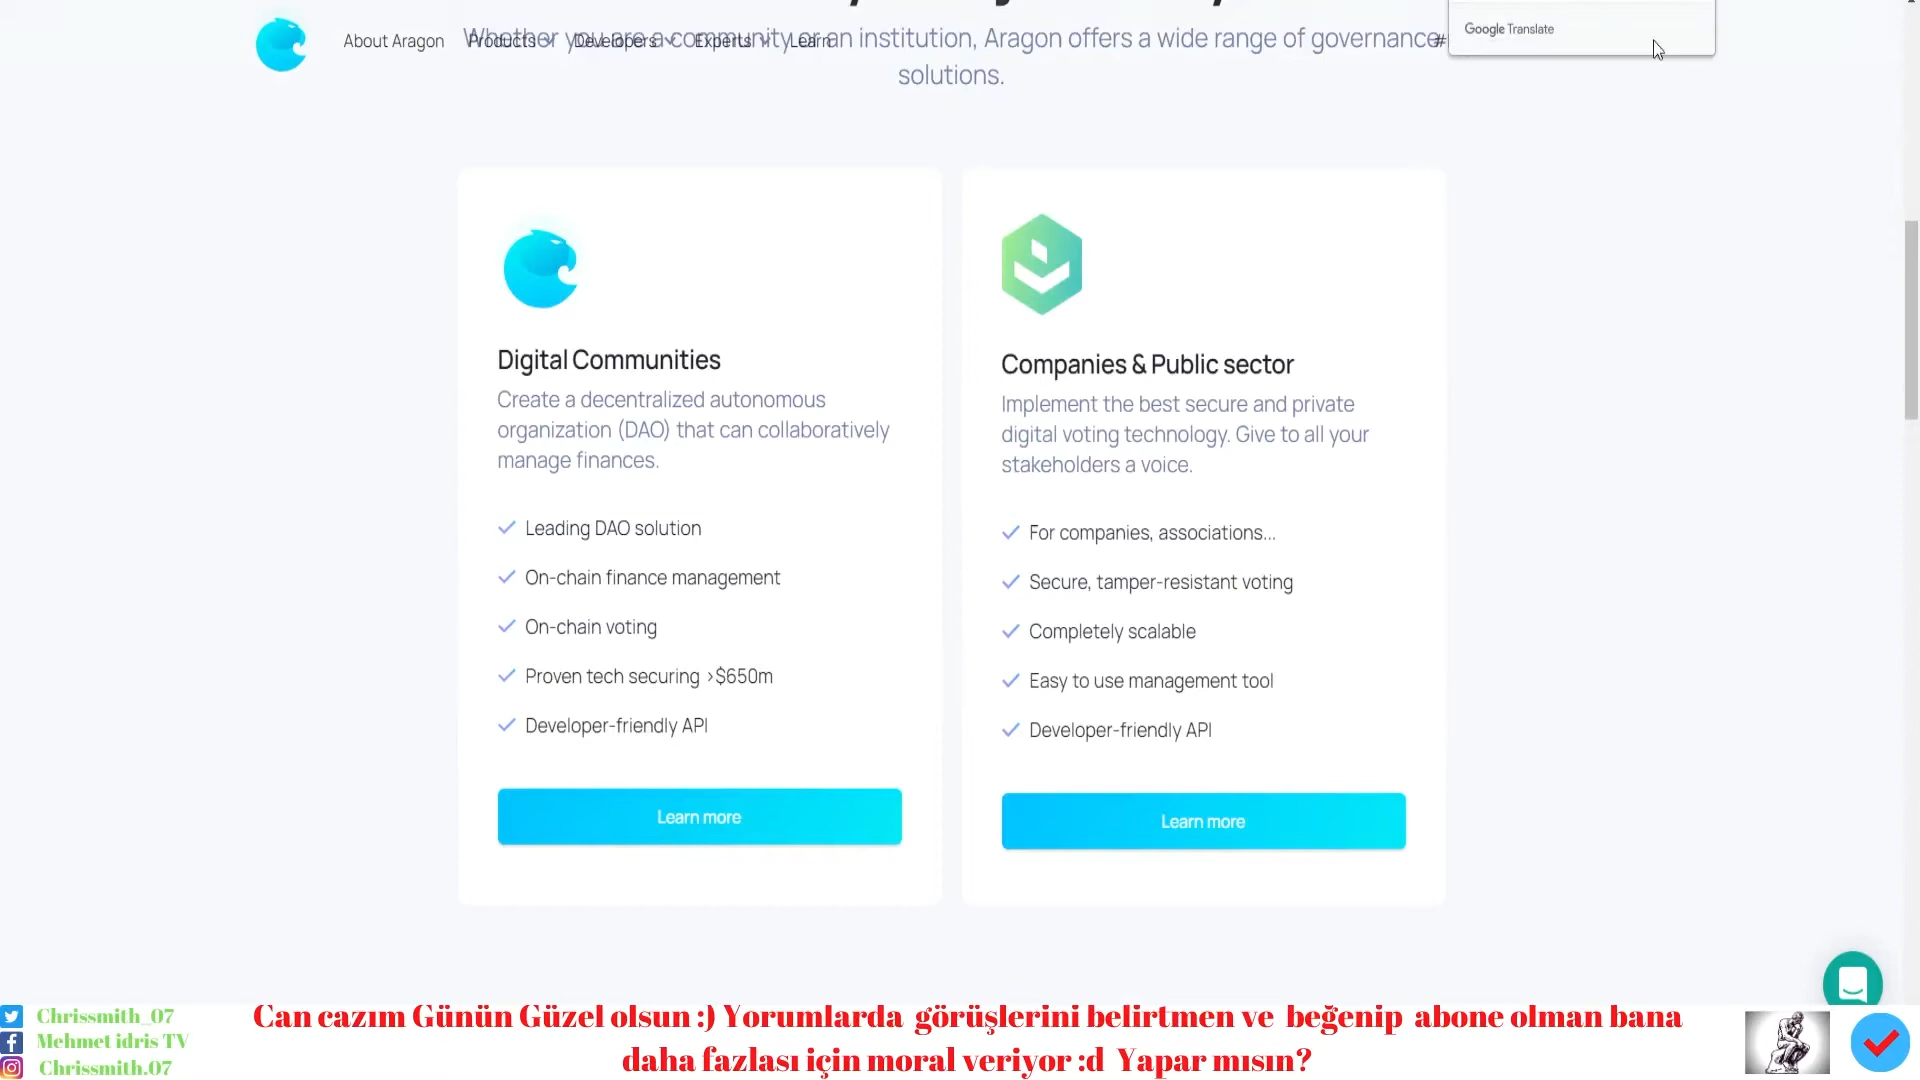 About Aragon Products Developers Experts Learn
Whether you are a community or an institution, Aragon offers a wide range of governance
solutions.
Google Translate
Digital Communities
Create a decentralized autonomous
organization (DAO) that can collaboratively
manage finances.
Leading DAO solution
On-chain finance management
On-chain voting
Proven tech securing >$650m
Developer-friendly API
Learn more
Companies & Public sector
Implement the best secure and private
digital voting technology. Give to all your
stakeholders a voice.
For companies, associations...
Secure, tamper-resistant voting
Completely scalable
Easy to use management tool
Developer-friendly API
Learn more
Chrissmith_07
Mehmet idris TV
Chrissmith.07
Can cazım Günün Güzel olsun :) Yorumlarda görüşlerini belirtmen ve beğenip abone olman bana
daha fazlası için moral veriyor :d Yapar mısın?